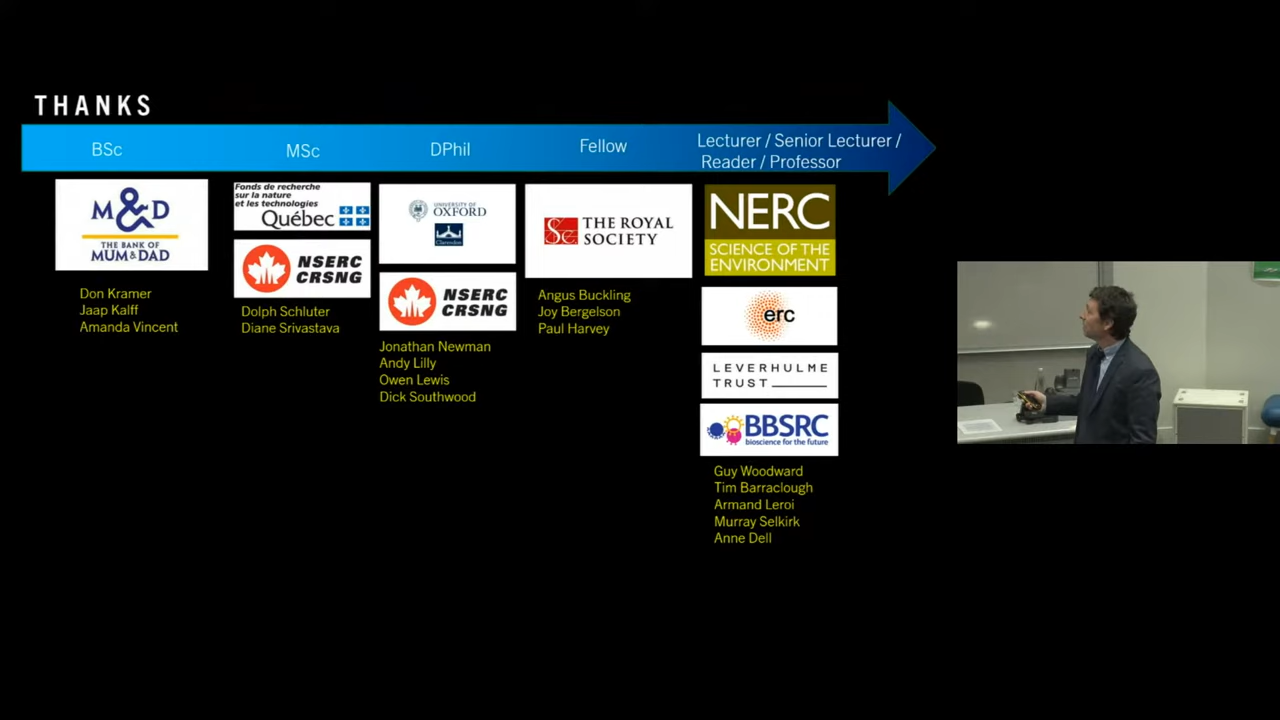 THANKS
BSc
MSc
DPhil
Fellow
Lecturer / Senior Lecturer /
Reader / Professor
M&D
THE BANK OF
MUM & DAD
Don Kramer
Jaap Kalff
Amanda Vincent
Fonds de recherche
sur la nature
et les technologies
Québec
NSERC
CRSNG
Dolph Schluter
Diane Srivastava
UNIVERSITY OF
OXFORD
Clarendon
NSERC
CRSNG
Jonathan Newman
Andy Lilly
Owen Lewis
Dick Southwood
THE ROYAL
SOCIETY
Angus Buckling
Joy Bergelson
Paul Harvey
NERC
SCIENCE OF THE
ENVIRONMENT
erc
LEVERHULME
TRUST
BBSRC
bioscience for the future
Guy Woodward
Tim Barraclough
Armand Leroi
Murray Selkirk
Anne Dell